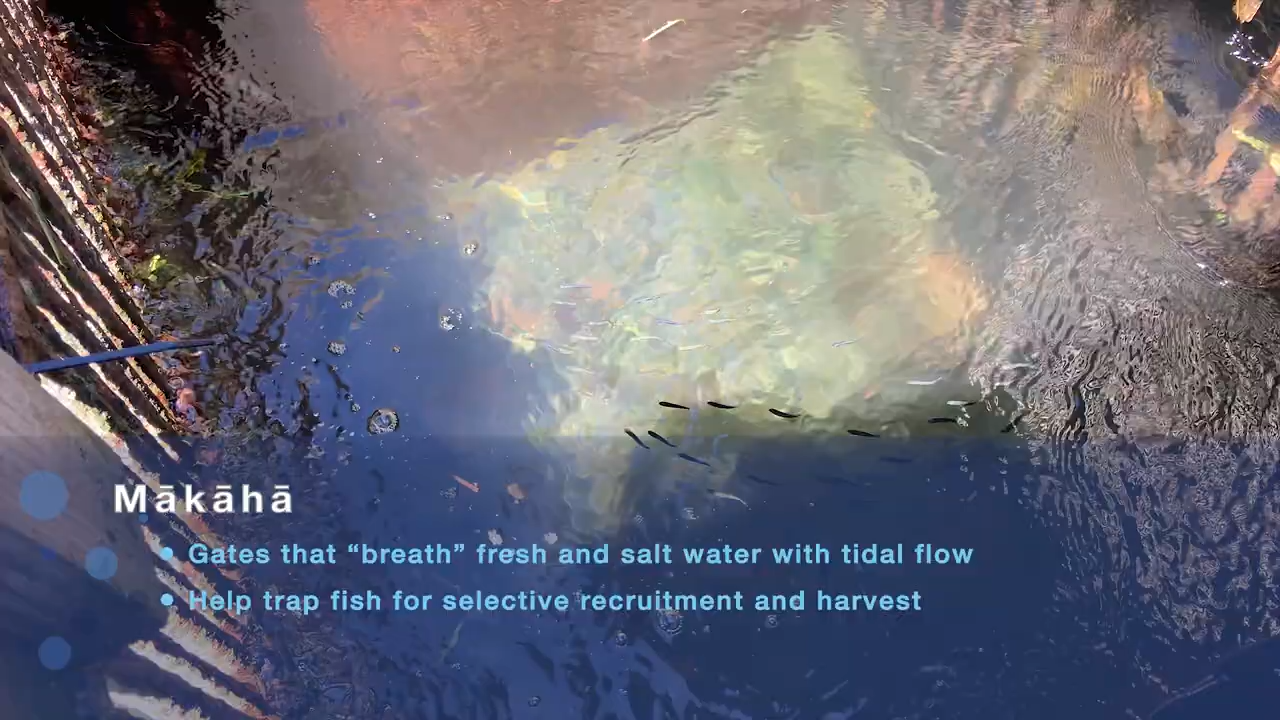 Mākāhā
• Gates that “breath” fresh and salt water with tidal flow
• Help trap fish for selective recruitment and harvest